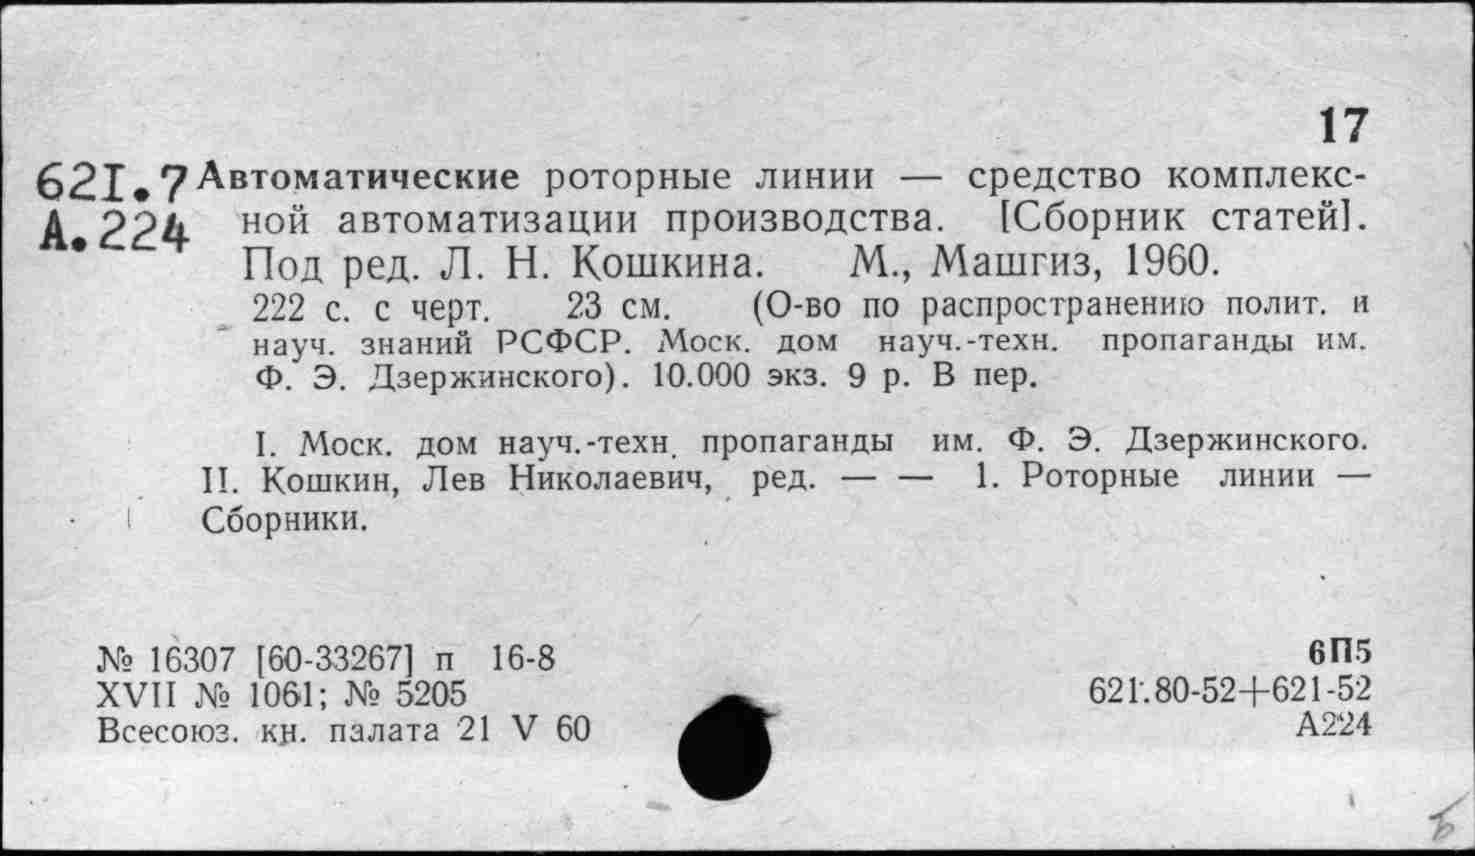 17
621.7 Автоматические роторные линии — средство комплекс-
А.224 ной автоматизации производства. [Сборник статей].
Под ред. Л. Н. Кошкина. М., Машгиз, 1960.
222 с. с черт. 23 см. (О-во по распространению полит. и
науч. знаний РСФСР. Моск. дом науч.-техн. пропаганды им.
Ф. Э. Дзержинского). 10.000 экз. 9 р. В пер.
I. Моск. дом науч.-техн. пропаганды им. Ф. Э. Дзержинского.
II. Кошкин, Лев Николаевич, ред. — — 1. Роторные линии —
Сборники.
№ 16307 [60-33267] п 16-8
6П5
XVII № 1061; № 5205
621.80-52+621-52
Всесоюз. кн. палата 21 V 60
А224